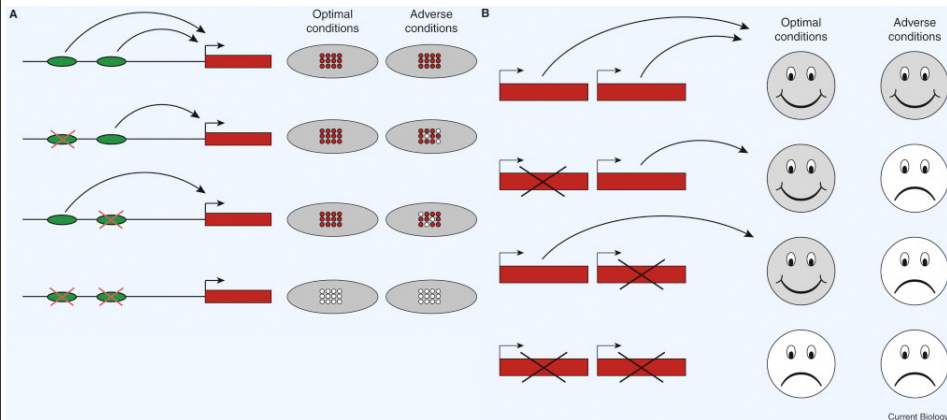 A
Optimal
conditions
Adverse
conditions
B
Optimal
conditions
Adverse
conditions
Current Biology